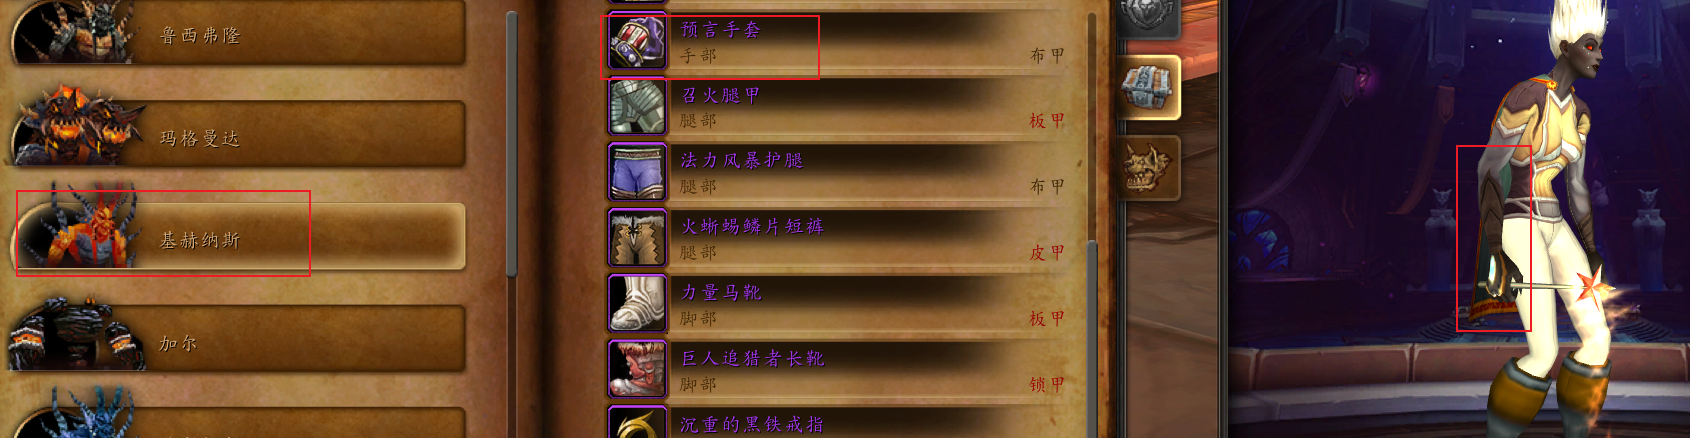 鲁西弗隆
玛格曼达
基赫纳斯
加尔
预言手套
手部 布甲
召火腿甲
腿部 板甲
法力风暴护腿
腿部 布甲
火蜥蜴鳞片短裤
腿部 皮甲
力量马靴
脚部 板甲
巨人追猎者长靴
脚部 锁甲
沉重的黑铁戒指